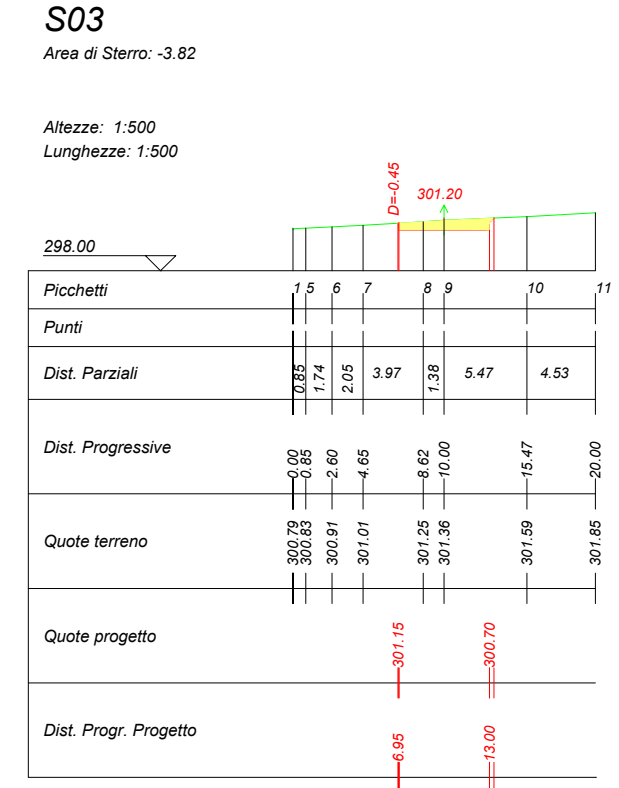 S03
Area di Sterro: -3.82
Altezze: 1:500
Lunghezze: 1:500
D=-0.45
301.20
298.00
Picchetti 1 5 6 7 8 9 10 11
Punti
Dist. Parziali 0.85 1.74 2.05 3.97 1.38 5.47 4.53
Dist. Progressive 0.00 0.85 2.60 4.65 8.62 10.00 15.47 20.00
Quote terreno 300.79 300.83 300.91 301.01 301.25 301.36 301.59 301.85
Quote progetto 301.15 300.70
Dist. Progr. Progetto 6.95 13.00